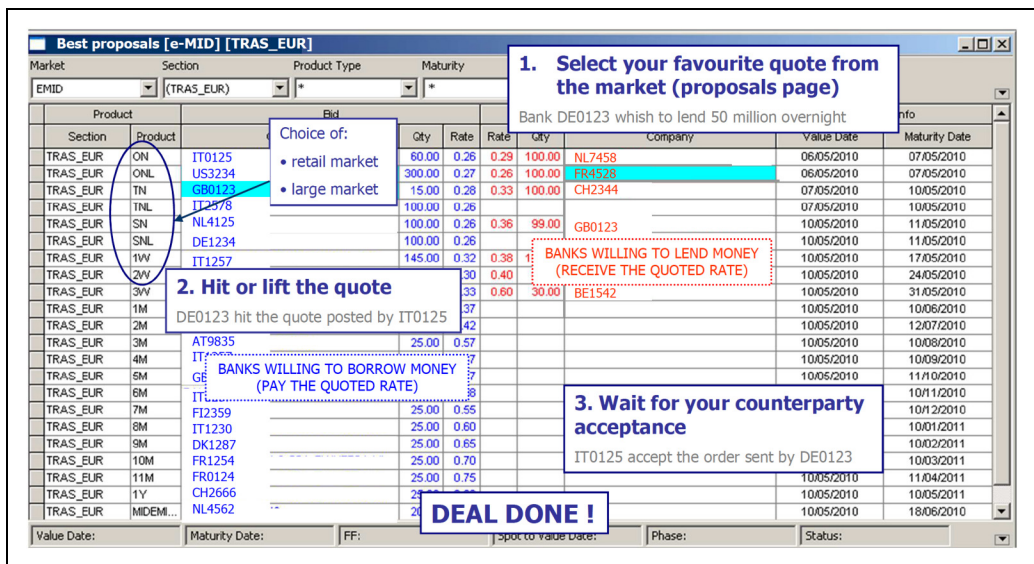 Best proposals [e-MID] [TRAS_EUR]
Market Section Product Type Maturity
EMID (TRAS_EUR) * *
1. Select your favourite quote from
the market (proposals page)
Bank DE0123 whish to lend 50 million overnight
Product Bid nfo
Section Product Qty Rate Rate Qty Company Value Date Maturity Date
Choice of:
• retail market
• large market
TRAS_EUR ON IT0125 60.00 0.26 0.29 100.00 NL7458 06/05/2010 07/05/2010
TRAS_EUR ONL US3234 300.00 0.27 0.26 100.00 FR4528 06/05/2010 07/05/2010
TRAS_EUR TN GB0123 15.00 0.28 0.33 100.00 CH2344 07/05/2010 10/05/2010
TRAS_EUR TNL IT2578 100.00 0.26 07/05/2010 10/05/2010
TRAS_EUR SN NL4125 100.00 0.26 0.36 99.00 GB0123 10/05/2010 11/05/2010
TRAS_EUR SNL DE1234 100.00 0.26 10/05/2010 11/05/2010
TRAS_EUR 1W IT1257 145.00 0.32 0.38 1 10/05/2010 17/05/2010
TRAS_EUR 2W 30 0.40 10/05/2010 24/05/2010
TRAS_EUR 3W 33 0.60 30.00 BE1542 10/05/2010 31/05/2010
TRAS_EUR 1M 37 10/05/2010 10/06/2010
TRAS_EUR 2M 42 10/05/2010 12/07/2010
TRAS_EUR 3M AT9835 25.00 0.57 10/05/2010 10/08/2010
TRAS_EUR 4M 7 10/05/2010 10/09/2010
TRAS_EUR 5M 7 10/05/2010 11/10/2010
TRAS_EUR 6M 8 10/11/2010
TRAS_EUR 7M FI2359 25.00 0.55 10/12/2010
TRAS_EUR 8M IT1230 25.00 0.60 10/01/2011
TRAS_EUR 9M DK1287 25.00 0.65 10/02/2011
TRAS_EUR 10M FR1254 25.00 0.70 10/03/2011
TRAS_EUR 11M FR0124 25.00 0.75 10/05/2010 11/04/2011
TRAS_EUR 1Y CH2666 10/05/2010 10/05/2011
TRAS_EUR MIDEMI... NL4562 10/05/2010 18/06/2010
BANKS WILLING TO LEND MONEY
(RECEIVE THE QUOTED RATE)
2. Hit or lift the quote
DE0123 hit the quote posted by IT0125
BANKS WILLING TO BORROW MONEY
(PAY THE QUOTED RATE)
3. Wait for your counterparty
acceptance
IT0125 accept the order sent by DE0123
DEAL DONE !
Value Date: Maturity Date: FF: Spot to Value Date: Phase: Status: